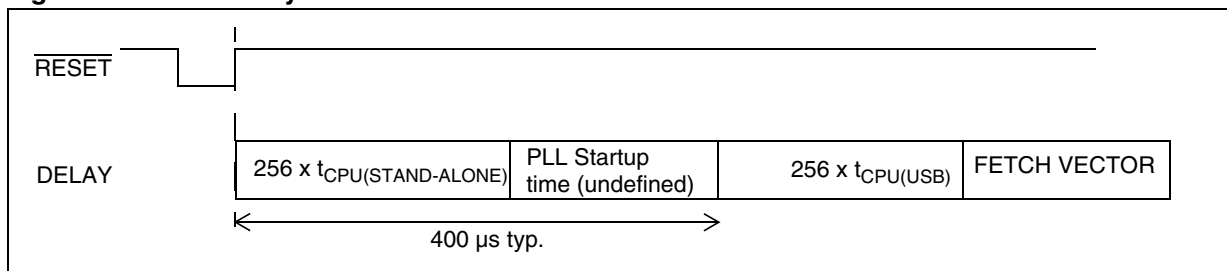 RESET
DELAY
256 x tCPU(STAND-ALONE)
PLL Startup
time (undefined)
256 x tCPU(USB)
FETCH VECTOR
400 µs typ.